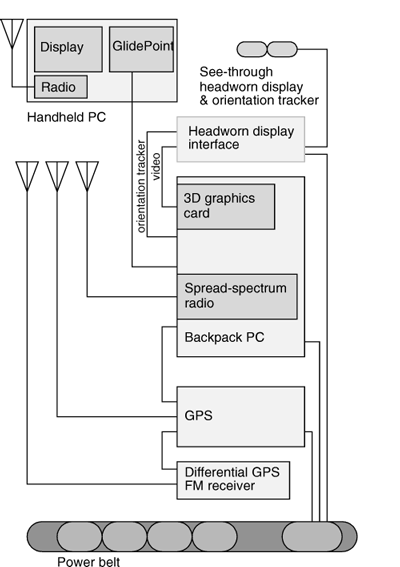 Display
GlidePoint
Radio
Handheld PC
See-through
headworn display
& orientation tracker
Headworn display
interface
orientation tracker
video
3D graphics
card
Spread-spectrum
radio
Backpack PC
GPS
Differential GPS
FM receiver
Power belt